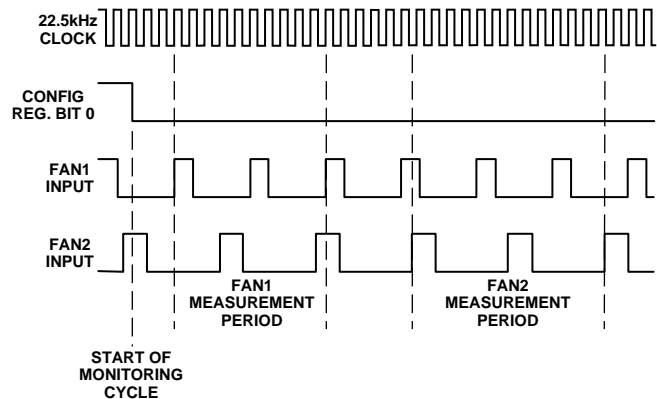 22.5kHz
CLOCK
CONFIG
REG. BIT 0
FAN1
INPUT
FAN2
INPUT
FAN1
MEASUREMENT
PERIOD
FAN2
MEASUREMENT
PERIOD
START OF
MONITORING
CYCLE